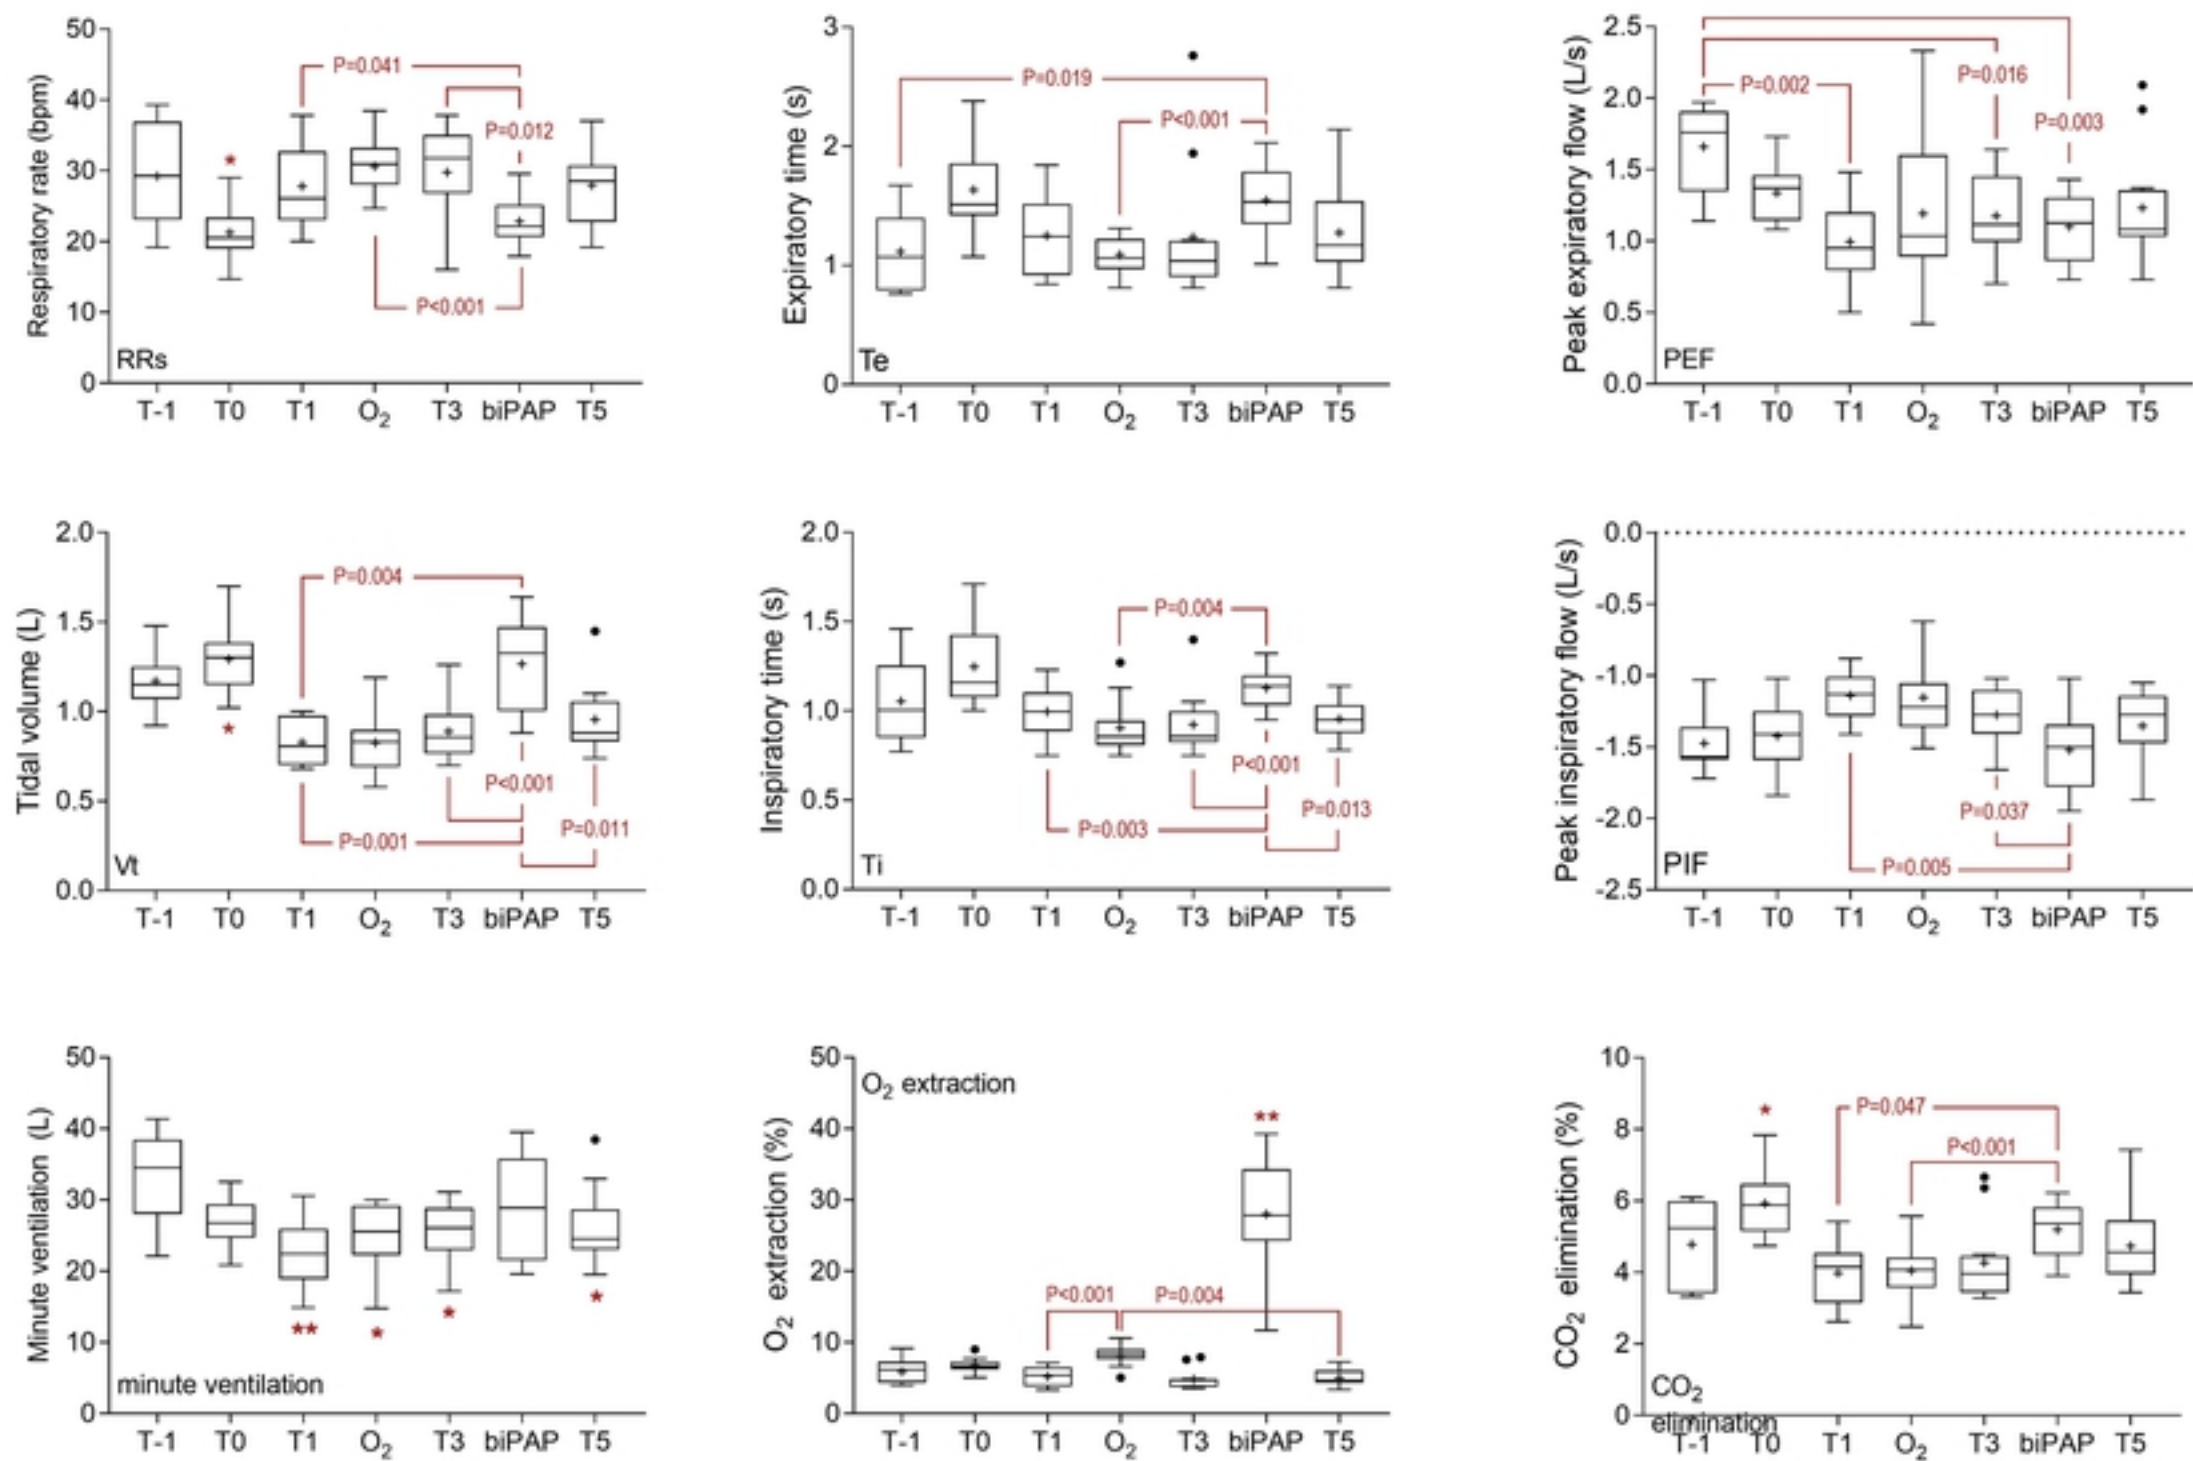 Respiratory rate (bpm)
50
40
30
20
10
0
P=0.041
P=0.012
*
P<0.001
RRs
T-1 T0 T1 O₂ T3 biPAP T5
Expiratory time (s)
3
2
1
0
P=0.019
P<0.001
Te
T-1 T0 T1 O₂ T3 biPAP T5
Peak expiratory flow (L/s)
2.5
2.0
1.5
1.0
0.5
0.0
P=0.016
P=0.002
P=0.003
PEF
T-1 T0 T1 O₂ T3 biPAP T5
Tidal volume (L)
2.0
1.5
1.0
0.5
0.0
P=0.004
*
P<0.001
P=0.011
P=0.001
Vt
T-1 T0 T1 O₂ T3 biPAP T5
Inspiratory time (s)
2.0
1.5
1.0
0.5
0.0
P=0.004
P<0.001
P=0.013
P=0.003
Ti
T-1 T0 T1 O₂ T3 biPAP T5
Peak inspiratory flow (L/s)
0.0
-0.5
-1.0
-1.5
-2.0
-2.5
P=0.037
P=0.005
PIF
T-1 T0 T1 O₂ T3 biPAP T5
Minute ventilation (L)
50
40
30
20
10
0
** * * *
minute ventilation
T-1 T0 T1 O₂ T3 biPAP T5
O₂ extraction (%)
50
40
30
20
10
0
O₂ extraction
**
P<0.001 P=0.004
T-1 T0 T1 O₂ T3 biPAP T5
CO₂ elimination (%)
10
8
6
4
2
0
*
P=0.047
P<0.001
CO₂
elimination
T-1 T0 T1 O₂ T3 biPAP T5